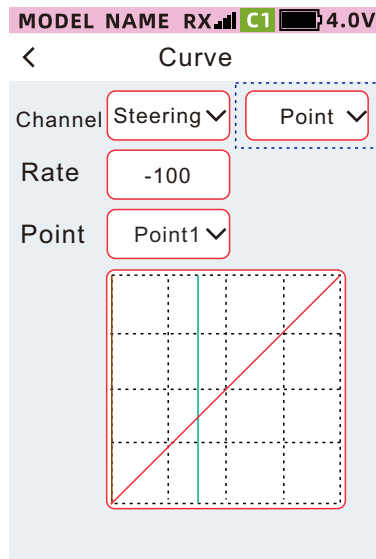 MODEL NAME RX C1 4.0V
Curve
Channel Steering Point
Rate -100
Point Point1